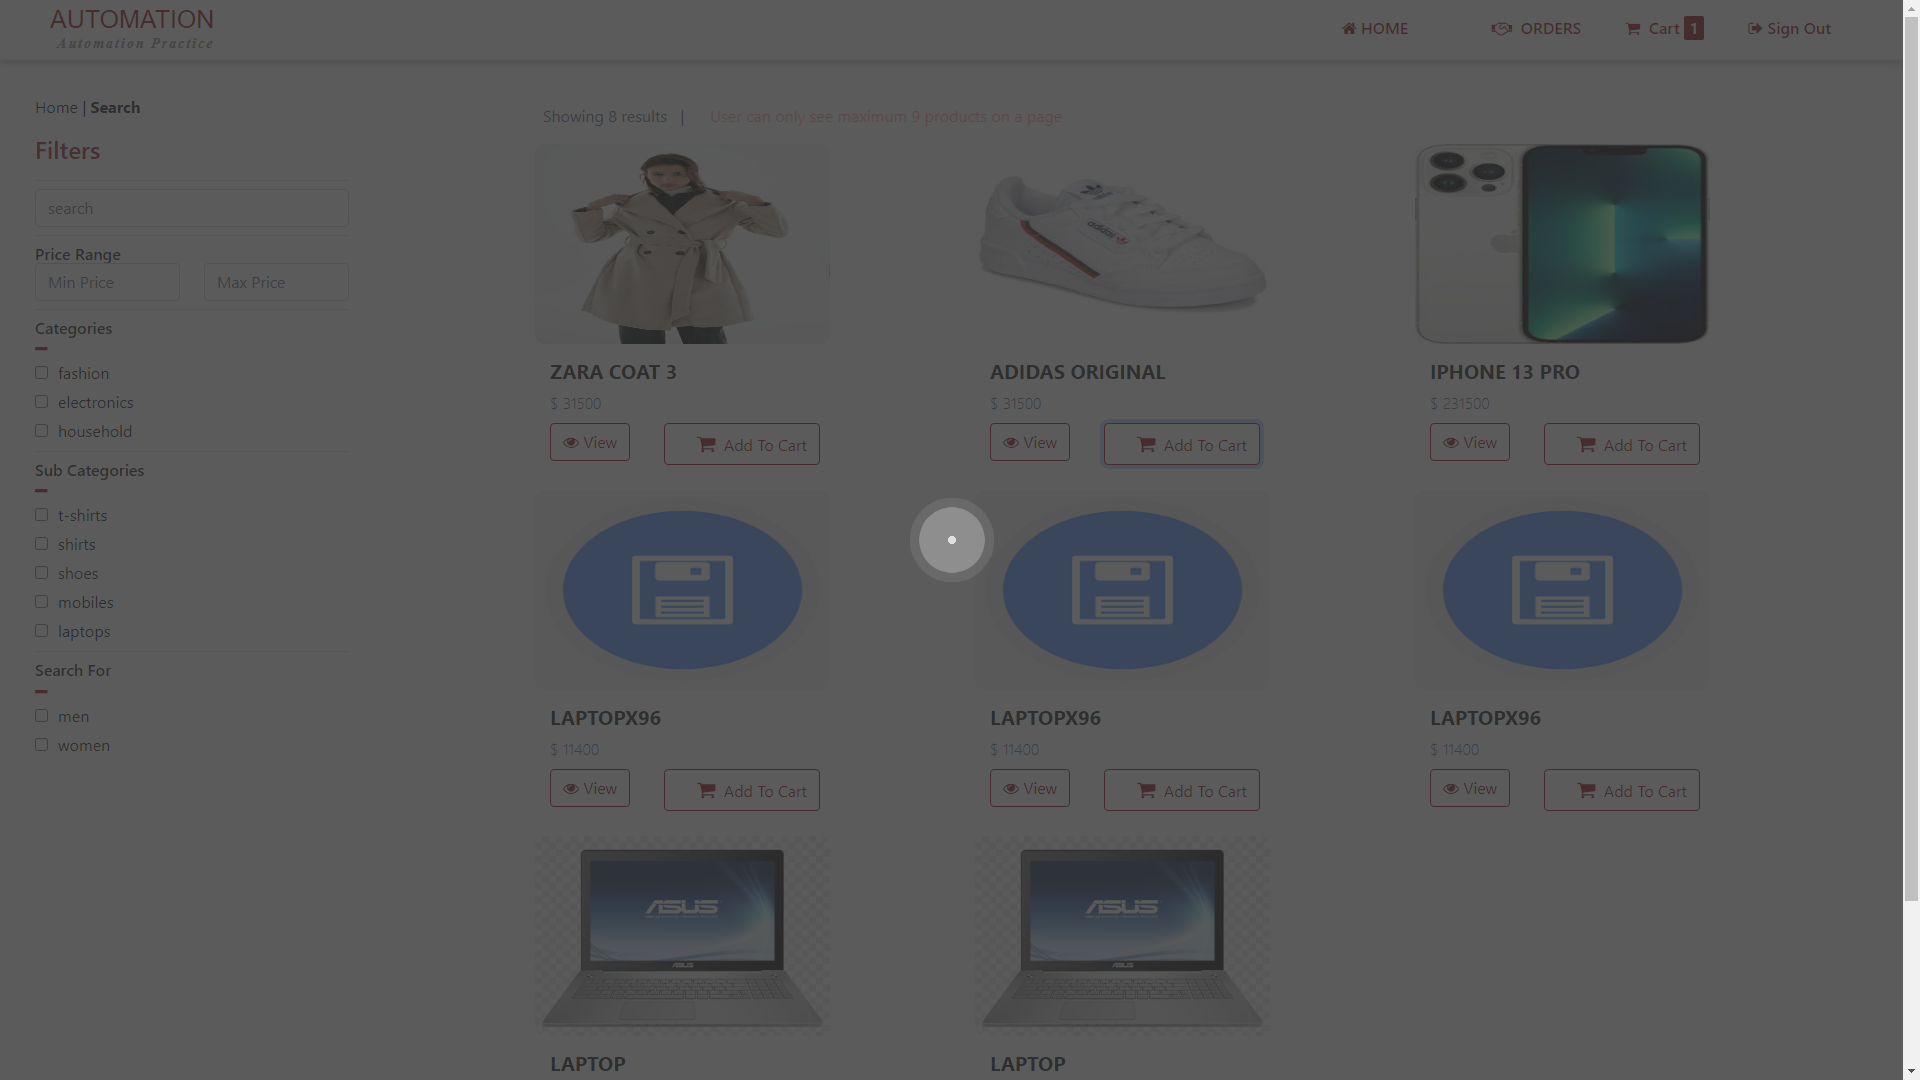 AUTOMATION
Automation Practice
HOME
ORDERS
Cart 1
Sign Out
Home | Search
Filters
search
Price Range
Min Price
Max Price
Categories
fashion
electronics
household
Sub Categories
t-shirts
shirts
shoes
mobiles
laptops
Search For
men
women
Showing 8 results |
User can only see maximum 9 products on a page
ZARA COAT 3
$ 31500
View
Add To Cart
ADIDAS ORIGINAL
$ 31500
View
Add To Cart
IPHONE 13 PRO
$ 231500
View
Add To Cart
LAPTOPX96
$ 11400
View
Add To Cart
LAPTOPX96
$ 11400
View
Add To Cart
LAPTOPX96
$ 11400
View
Add To Cart
ASUS
ASUS
LAPTOP
ASUS
ASUS
LAPTOP